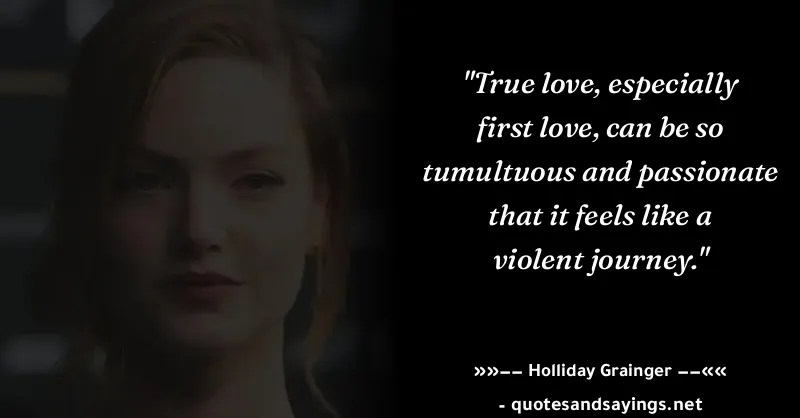 "True love, especially
first love, can be so
tumultuous and passionate
that it feels like a
violent journey."
»»−− Holliday Grainger −−««
- quotesandsayings.net